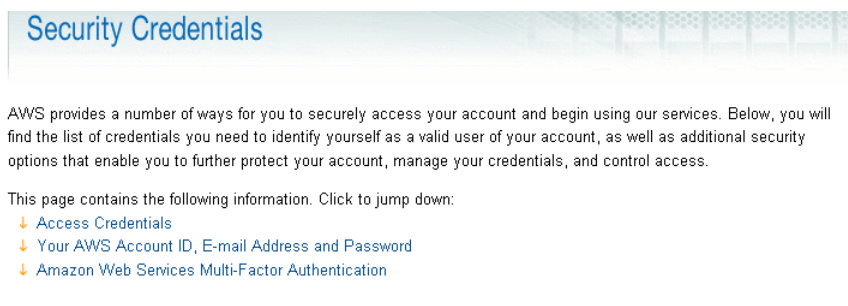 Security Credentials
AWS provides a number of ways for you to securely access your account and begin using our services. Below, you will
find the list of credentials you need to identify yourself as a valid user of your account, as well as additional security
options that enable you to further protect your account, manage your credentials, and control access.
This page contains the following information. Click to jump down:
↓ Access Credentials
↓ Your AWS Account ID, E-mail Address and Password
↓ Amazon Web Services Multi-Factor Authentication